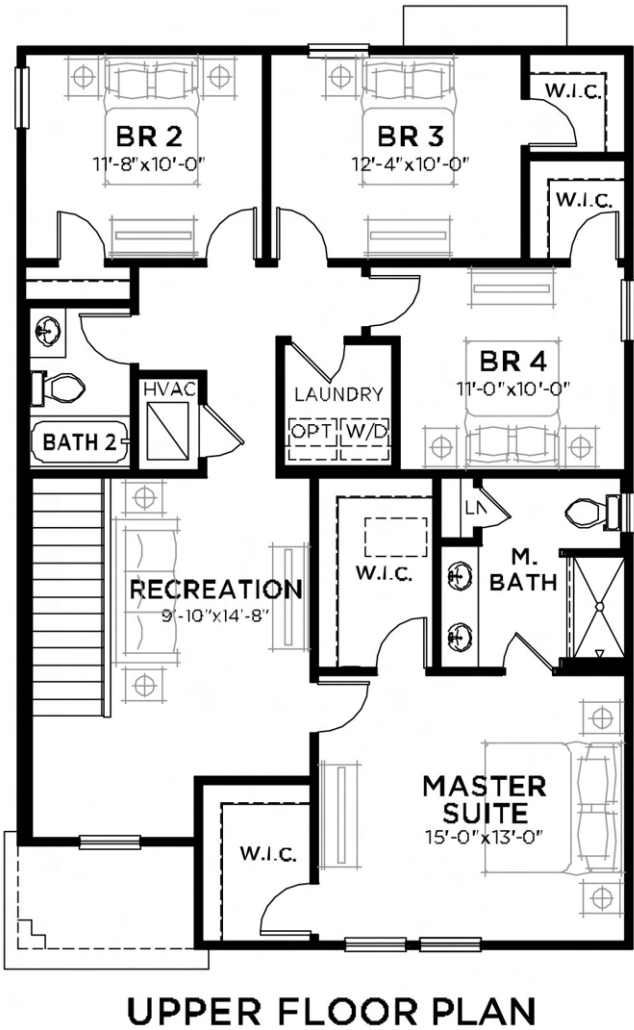 W.I.C.
BR 2
11'-8"x10'-0"
BR 3
12'-4"x10'-0"
W.I.C.
BR 4
11'-0"x10'-0"
HVAC
LAUNDRY
OPT W/D
BATH 2
LN
M.
BATH
W.I.C.
RECREATION
9'-10"x14'-8"
MASTER
SUITE
15'-0"x13'-0"
W.I.C.
UPPER FLOOR PLAN